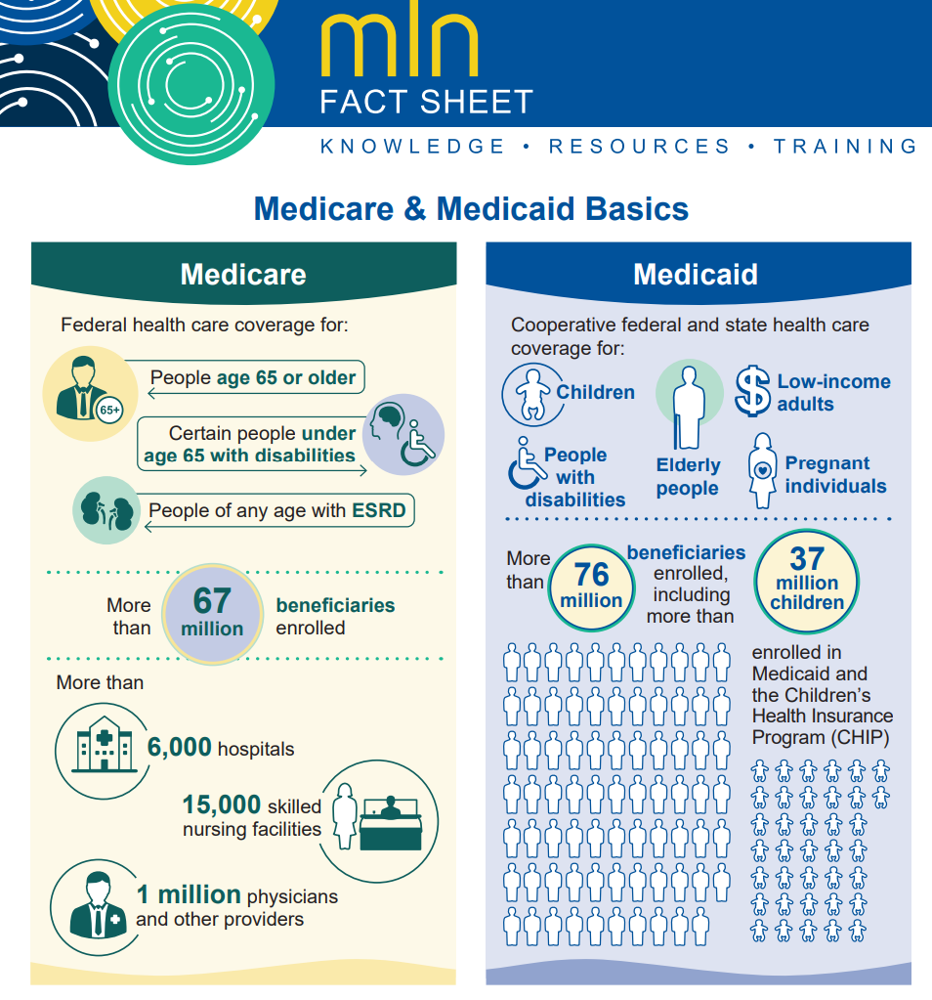 mln
FACT SHEET
KNOWLEDGE • RESOURCES • TRAINING
Medicare & Medicaid Basics
Medicare
Federal health care coverage for:
65+
People age 65 or older
Certain people under
age 65 with disabilities
People of any age with ESRD
More
than
67
million
beneficiaries
enrolled
More than
6,000 hospitals
15,000 skilled
nursing facilities
1 million physicians
and other providers
Medicaid
Cooperative federal and state health care
coverage for:
Children
Elderly
people
$ Low-income
adults
People
with
disabilities
Pregnant
individuals
More
than
76
million
beneficiaries
enrolled,
including
more than
37
million
children
enrolled in
Medicaid and
the Children's
Health Insurance
Program (CHIP)